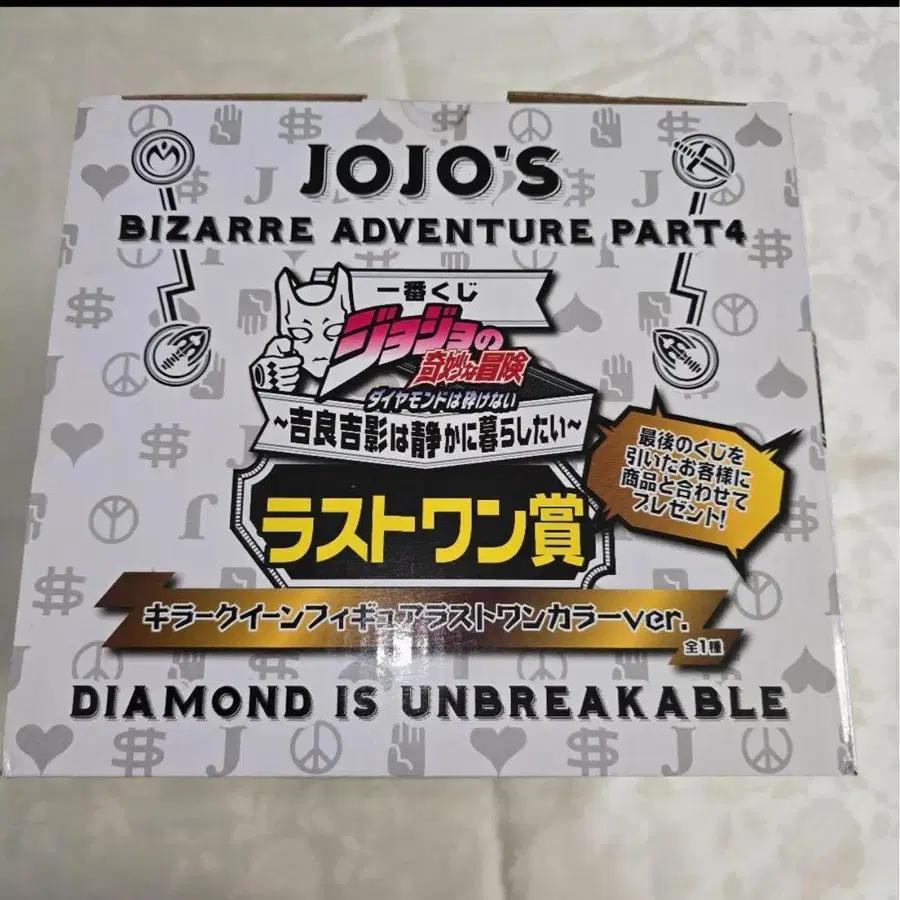 JOJO'S
BIZARRE ADVENTURE PART4
一番くじ
ジョジョの
奇妙な冒険
ダイヤモンドは砕けない
~吉良吉影は静かに暮らしたい~
最後のくじを
引いたお客様に
商品と合わせて
プレゼント!
ラストワン賞
キラークイーンフィギュアラストワンカラーver.
全1種
DIAMOND IS UNBREAKABLE